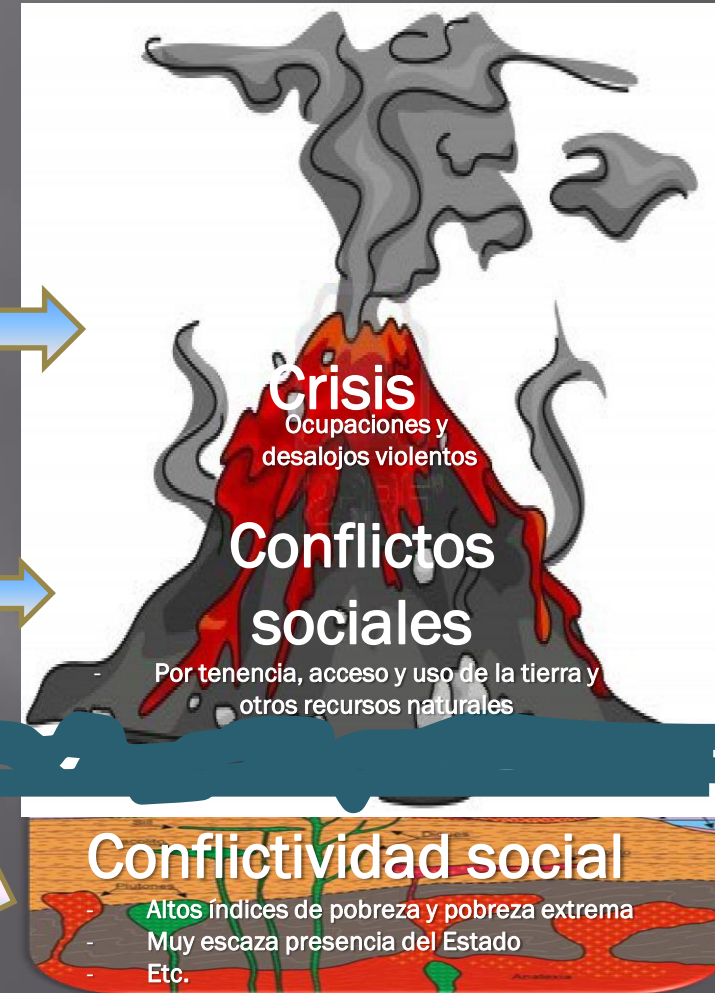 Crisis
Ocupaciones y
desalojos violentos
Conflictos
sociales
- Por tenencia, acceso y uso de la tierra y
otros recursos naturales
Conflictividad social
- Altos índices de pobreza y pobreza extrema
- Muy escaza presencia del Estado
- Etc.